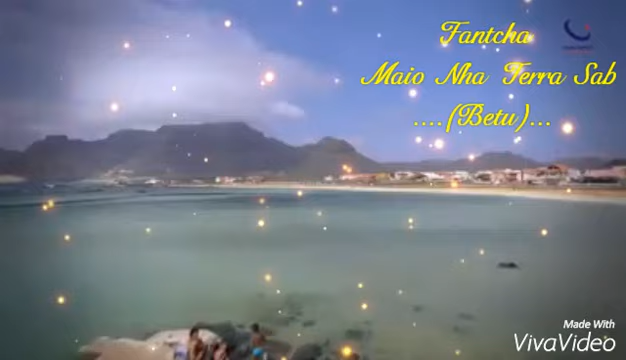 Fantcha
Maio Nha Terra Sab
....(Betu)...
Made With
VivaVideo